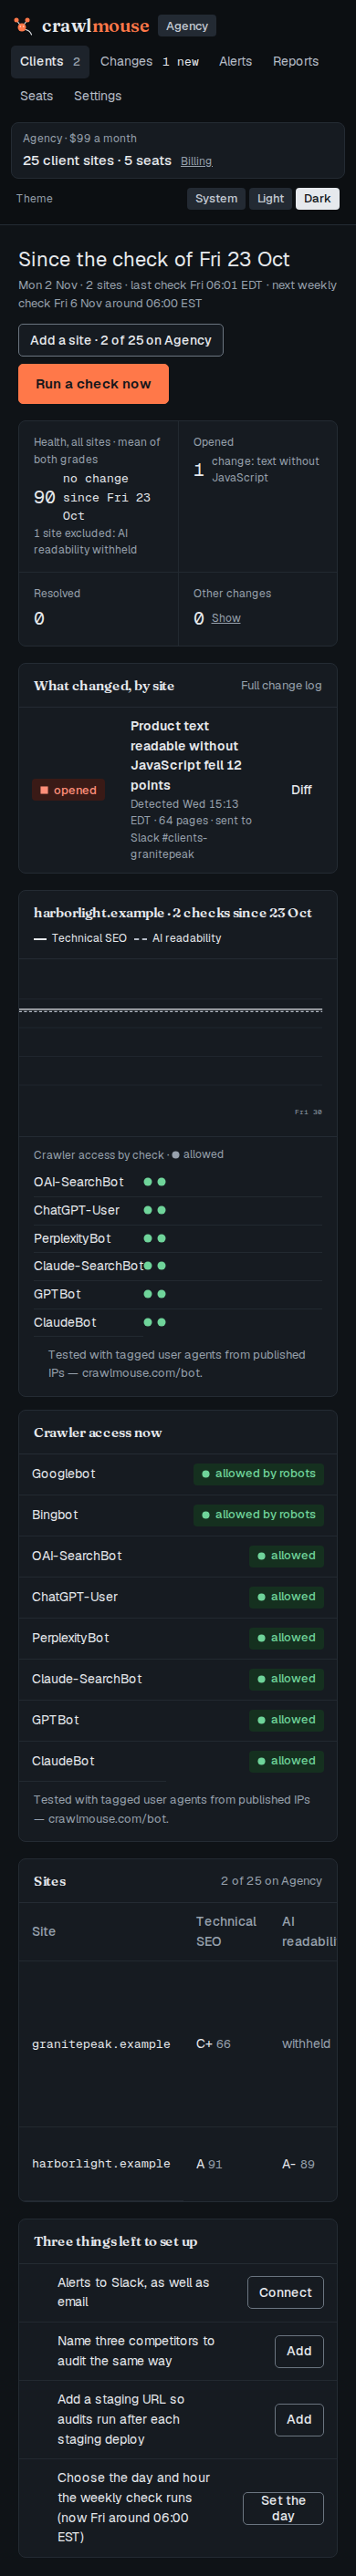 crawlmouse Agency
Clients 2 Changes 1 new Alerts Reports
Seats Settings
Agency · $99 a month
25 client sites · 5 seats Billing
Theme System Light Dark
Since the check of Fri 23 Oct
Mon 2 Nov · 2 sites · last check Fri 06:01 EDT · next weekly
check Fri 6 Nov around 06:00 EST
Add a site · 2 of 25 on Agency
Run a check now
Health, all sites · mean of
both grades
90 no change
since Fri 23
Oct
1 site excluded: AI
readability withheld
Opened
1 change: text without
JavaScript
Resolved
0
Other changes
0 Show
What changed, by site Full change log
opened
Product text
readable without
JavaScript fell 12
points
Detected Wed 15:13
EDT · 64 pages · sent to
Slack #clients-
granitepeak
Diff
harborlight.example · 2 checks since 23 Oct
Technical SEO AI readability
Fri 30
Crawler access by check · allowed
OAI-SearchBot
ChatGPT-User
PerplexityBot
Claude-SearchBot
GPTBot
ClaudeBot
Tested with tagged user agents from published
IPs — crawlmouse.com/bot.
Crawler access now
Googlebot allowed by robots
Bingbot allowed by robots
OAI-SearchBot allowed
ChatGPT-User allowed
PerplexityBot allowed
Claude-SearchBot allowed
GPTBot allowed
ClaudeBot allowed
Tested with tagged user agents from published IPs
— crawlmouse.com/bot.
Sites 2 of 25 on Agency
Site Technical SEO AI
granitepeak.example C+ 66 withheld
harborlight.example A 91 A- 89
Three things left to set up
Alerts to Slack, as well as
email
Connect
Name three competitors to
audit the same way
Add
Add a staging URL so
audits run after each
staging deploy
Add
Choose the day and hour
the weekly check runs
(now Fri around 06:00
EST)
Set the
day